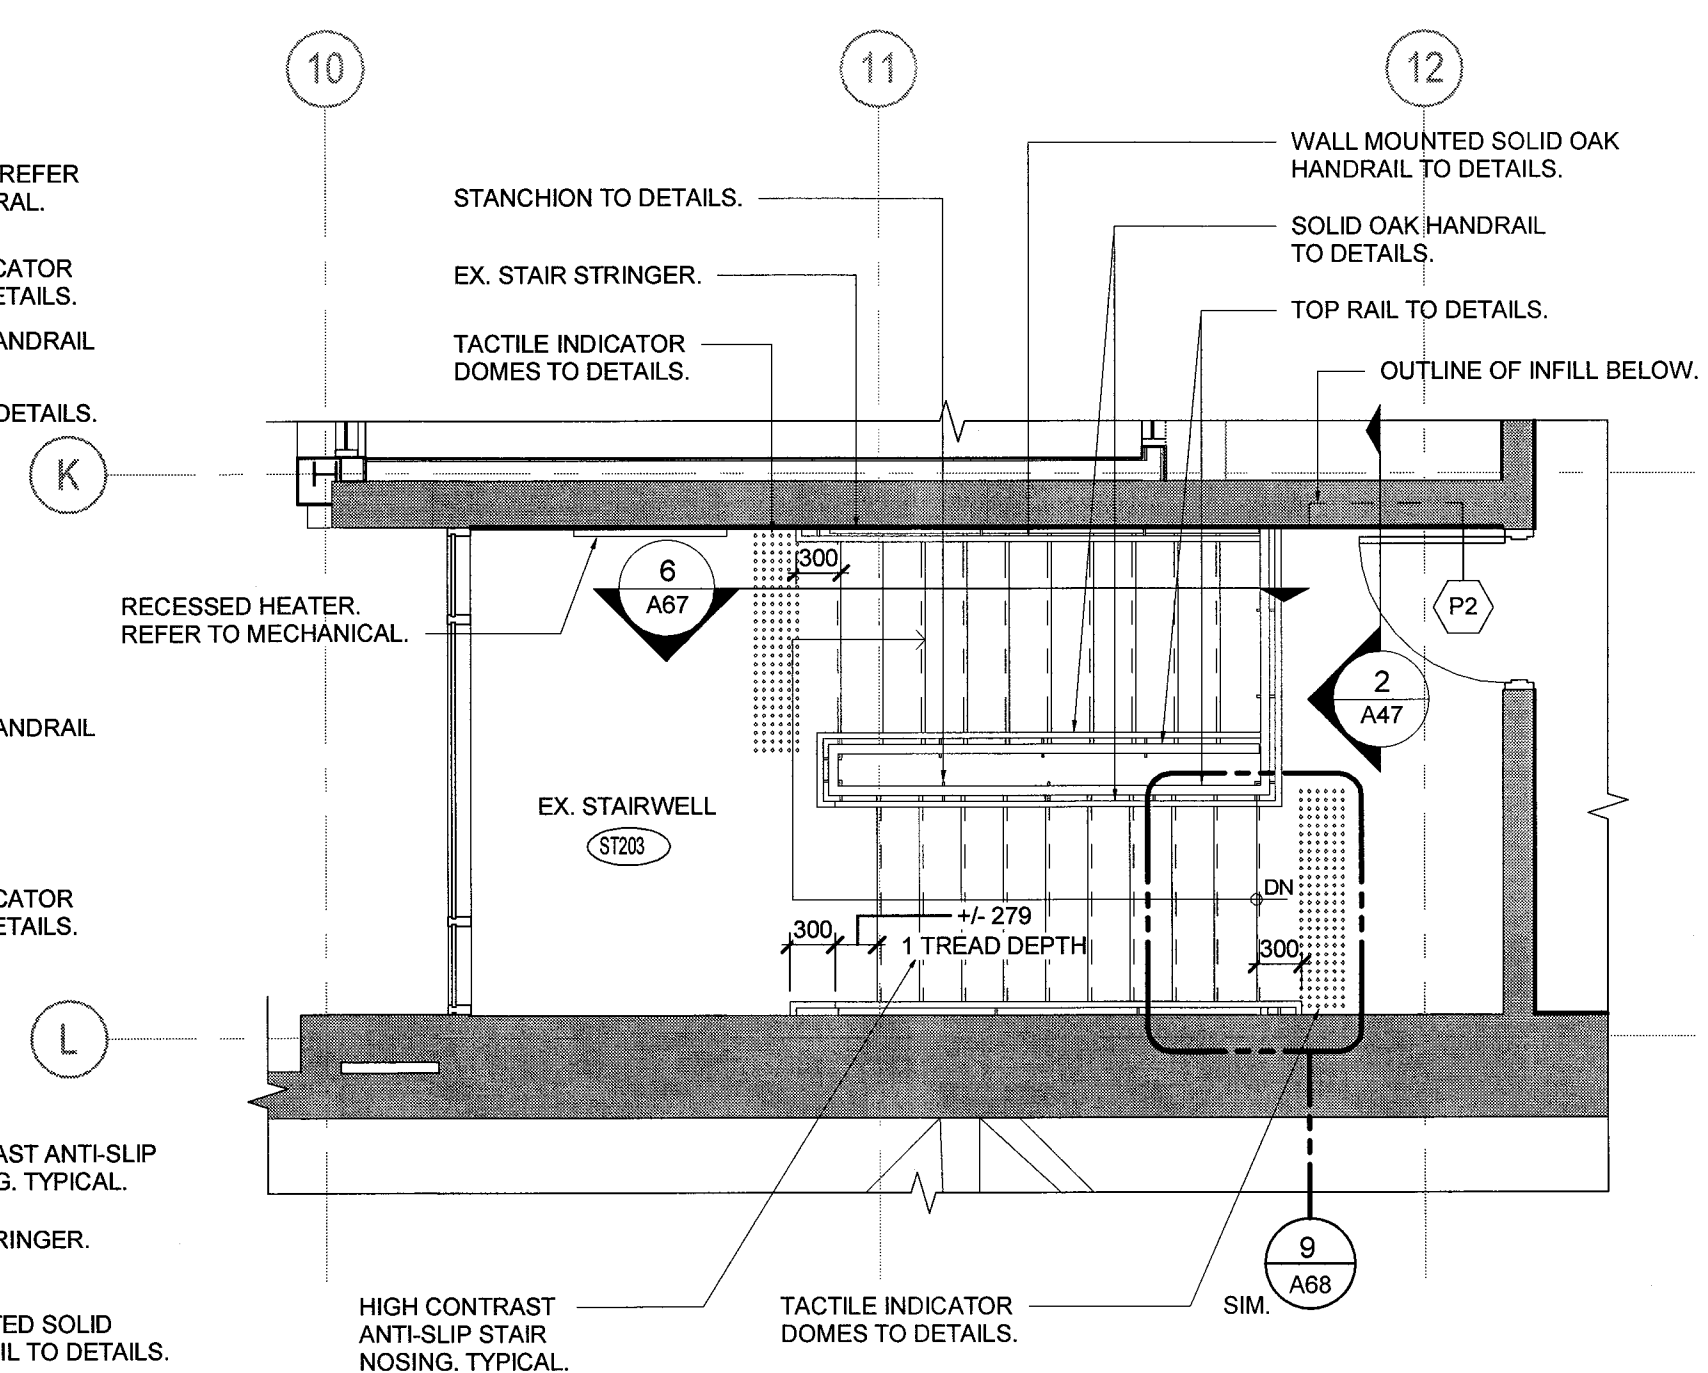 10
11
12
REFER
RAL.
CATOR
ETAILS.
ANDRAIL
DETAILS.
STANCHION TO DETAILS.
EX. STAIR STRINGER.
TACTILE INDICATOR
DOMES TO DETAILS.
WALL MOUNTED SOLID OAK
HANDRAIL TO DETAILS.
SOLID OAK HANDRAIL
TO DETAILS.
TOP RAIL TO DETAILS.
OUTLINE OF INFILL BELOW.
K
300
6
A67
RECESSED HEATER.
REFER TO MECHANICAL.
P2
2
A47
ANDRAIL
EX. STAIRWELL
ST203
DN
CATOR
ETAILS.
+/- 279
300
1 TREAD DEPTH
300
L
AST ANTI-SLIP
G. TYPICAL.
RINGER.
9
A68
SIM.
HIGH CONTRAST
ANTI-SLIP STAIR
NOSING. TYPICAL.
TACTILE INDICATOR
DOMES TO DETAILS.
TED SOLID
IL TO DETAILS.